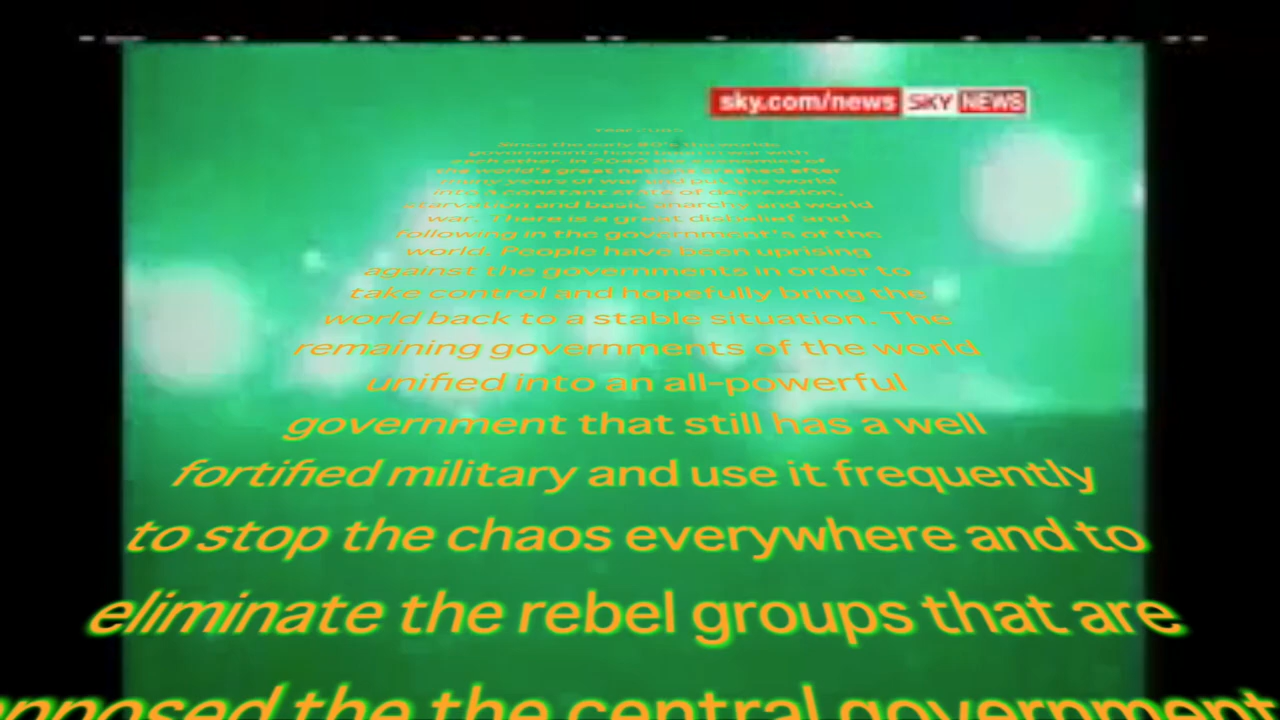 sky.com/news SKY NEWS
Since the early 80's the worlds
governments have been in war with
each other. In 2040 the economies of
the world's great nations crashed after
many years of war and put the world
into a constant state of depression,
starvation and basic anarchy and world
war. There is a great disbelief and
following in the government's of the
world. People have been uprising
against the governments in order to
take control and hopefully bring the
world back to a stable situation. The
remaining governments of the world
unified into an all-powerful
government that still has a well
fortified military and use it frequently
to stop the chaos everywhere and to
eliminate the rebel groups that are
opposed the the central government